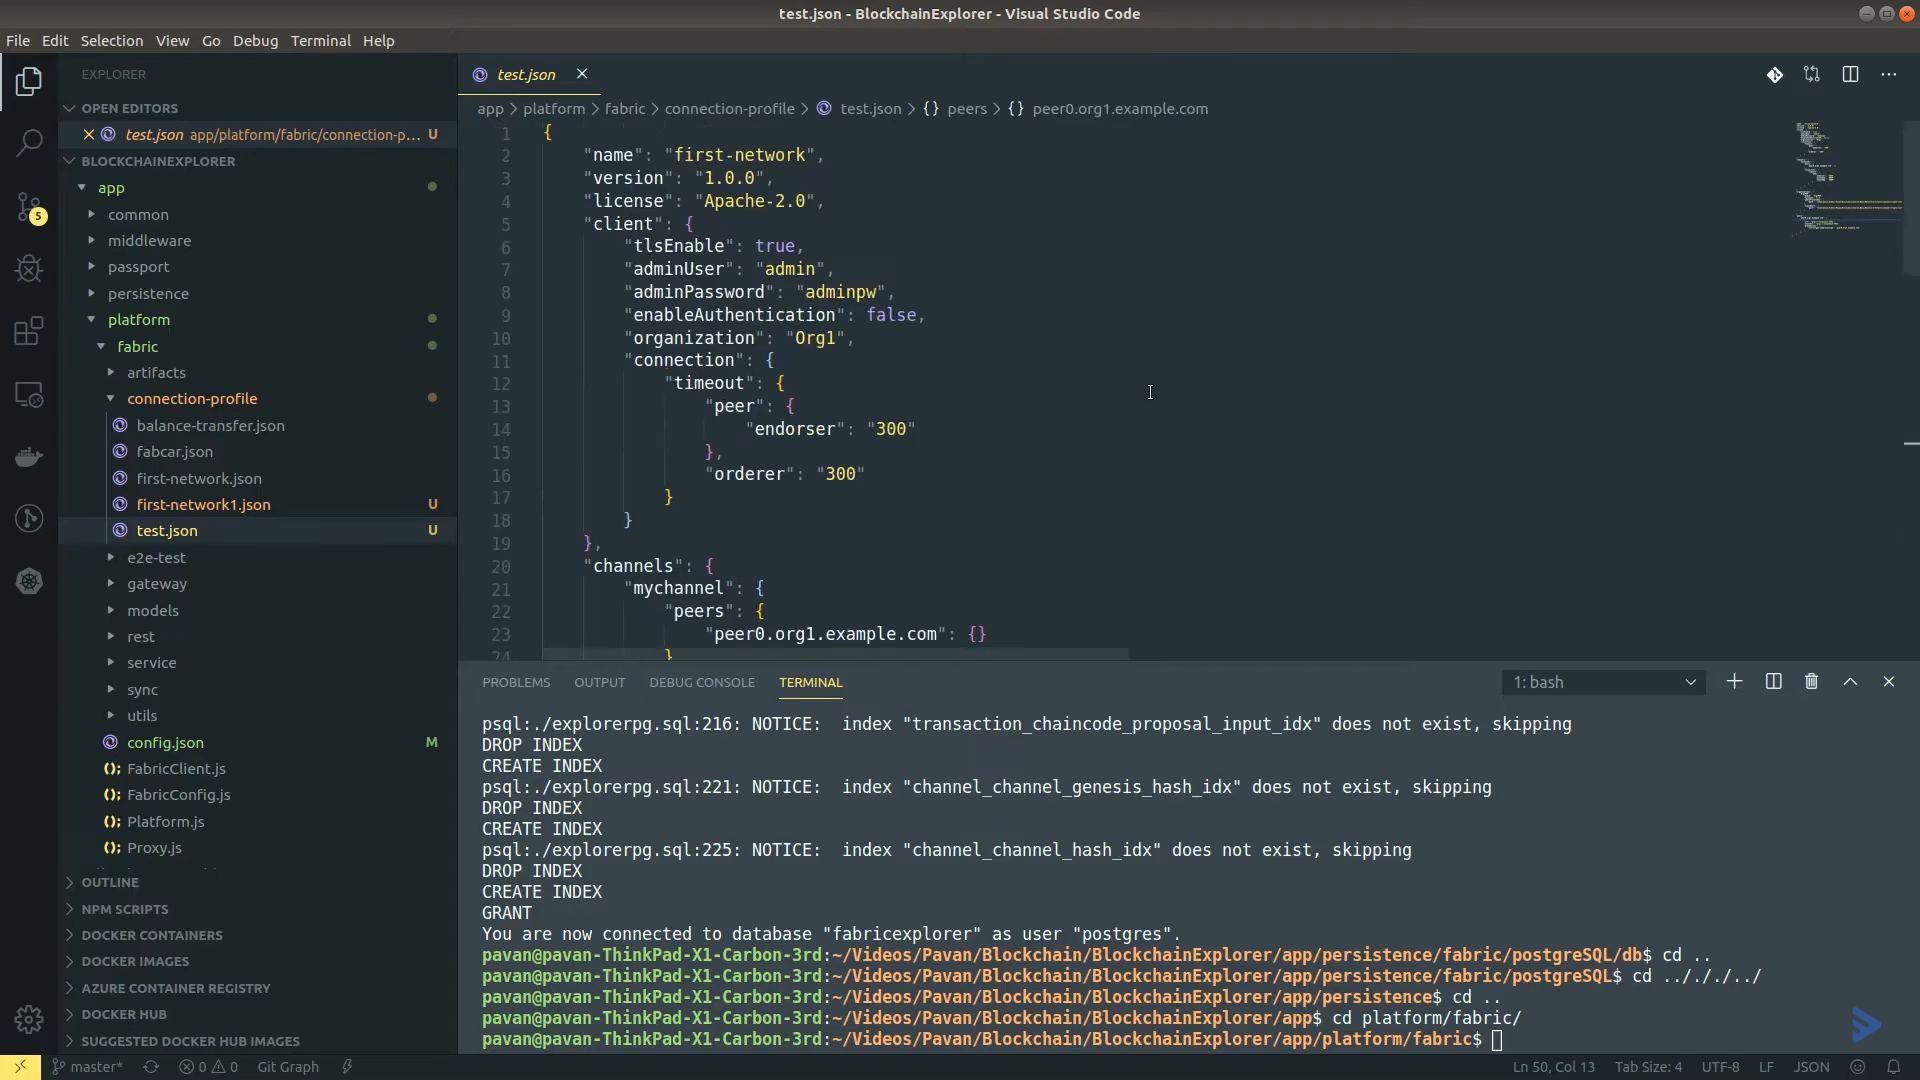 test.json - BlockchainExplorer - Visual Studio Code
File Edit Selection View Go Debug Terminal Help
EXPLORER
OPEN EDITORS
test.json app/platform/fabric/connection-p... U
BLOCKCHAINEXPLORER
app
common
middleware
passport
persistence
platform
fabric
artifacts
connection-profile
balance-transfer.json
fabcar.json
first-network.json
first-network1.json U
test.json U
e2e-test
gateway
models
rest
service
sync
utils
config.json M
FabricClient.js
FabricConfig.js
Platform.js
Proxy.js
OUTLINE
NPM SCRIPTS
DOCKER CONTAINERS
DOCKER IMAGES
AZURE CONTAINER REGISTRY
DOCKER HUB
SUGGESTED DOCKER HUB IMAGES
5
test.json
app > platform > fabric > connection-profile > test.json > {} peers > {} peer0.org1.example.com
1 {
2 "name": "first-network",
3 "version": "1.0.0",
4 "license": "Apache-2.0",
5 "client": {
6 "tlsEnable": true,
7 "adminUser": "admin",
8 "adminPassword": "adminpw",
9 "enableAuthentication": false,
10 "organization": "Org1",
11 "connection": {
12 "timeout": {
13 "peer": {
14 "endorser": "300"
15 },
16 "orderer": "300"
17 }
18 }
19 },
20 "channels": {
21 "mychannel": {
22 "peers": {
23 "peer0.org1.example.com": {}
24 }
PROBLEMS OUTPUT DEBUG CONSOLE TERMINAL 1: bash
psql:./explorerpg.sql:216: NOTICE:  index "transaction_chaincode_proposal_input_idx" does not exist, skipping
DROP INDEX
CREATE INDEX
psql:./explorerpg.sql:221: NOTICE:  index "channel_channel_genesis_hash_idx" does not exist, skipping
DROP INDEX
CREATE INDEX
psql:./explorerpg.sql:225: NOTICE:  index "channel_channel_hash_idx" does not exist, skipping
DROP INDEX
CREATE INDEX
GRANT
You are now connected to database "fabricexplorer" as user "postgres".
pavan@pavan-ThinkPad-X1-Carbon-3rd:~/Videos/Pavan/Blockchain/BlockchainExplorer/app/persistence/fabric/postgreSQL/db$ cd ..
pavan@pavan-ThinkPad-X1-Carbon-3rd:~/Videos/Pavan/Blockchain/BlockchainExplorer/app/persistence/fabric/postgreSQL$ cd .././././../
pavan@pavan-ThinkPad-X1-Carbon-3rd:~/Videos/Pavan/Blockchain/BlockchainExplorer/app/persistence$ cd ..
pavan@pavan-ThinkPad-X1-Carbon-3rd:~/Videos/Pavan/Blockchain/BlockchainExplorer/app$ cd platform/fabric/
pavan@pavan-ThinkPad-X1-Carbon-3rd:~/Videos/Pavan/Blockchain/BlockchainExplorer/app/platform/fabric$
master* 0 0 Git Graph Ln 50, Col 13 Tab Size: 4 UTF-8 LF JSON